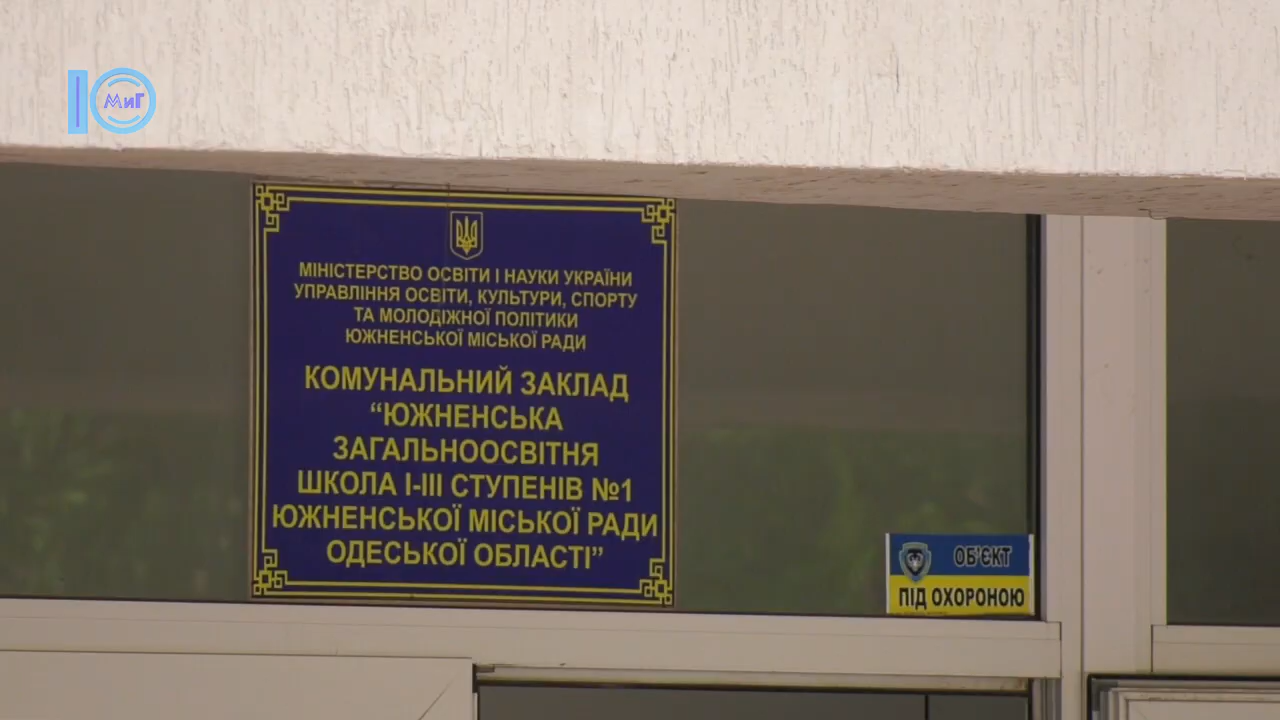 Ю МиГ
МІНІСТЕРСТВО ОСВІТИ І НАУКИ УКРАЇНИ
УПРАВЛІННЯ ОСВІТИ, КУЛЬТУРИ, СПОРТУ
ТА МОЛОДІЖНОЇ ПОЛІТИКИ
ЮЖНЕНСЬКОЇ МІСЬКОЇ РАДИ
КОМУНАЛЬНИЙ ЗАКЛАД
“ЮЖНЕНСЬКА
ЗАГАЛЬНООСВІТНЯ
ШКОЛА І-ІІІ СТУПЕНІВ №1
ЮЖНЕНСЬКОЇ МІСЬКОЇ РАДИ
ОДЕСЬКОЇ ОБЛАСТІ”
ОБ'ЄКТ
ПІД ОХОРОНОЮ